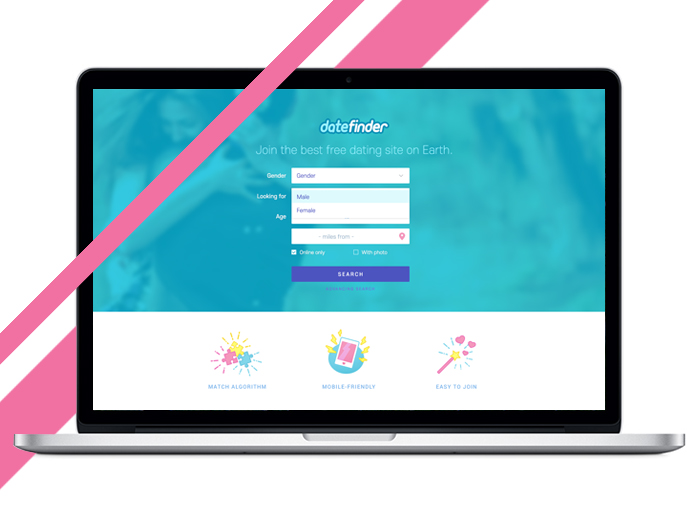 datefinder
Join the best free dating site on Earth.
Gender Gender
Looking for Male
Female
Age
- miles from -
Online only With photo
SEARCH
MATCH ALGORITHM MOBILE-FRIENDLY EASY TO JOIN